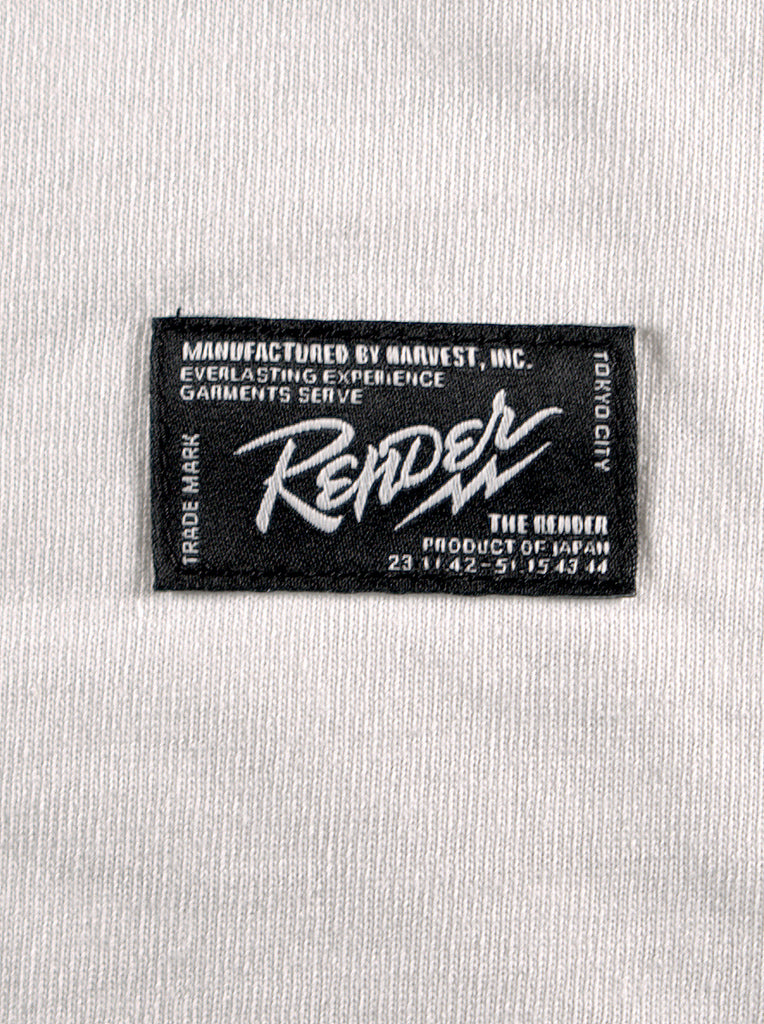 MANUFACTURED BY HARVEST, INC.
EVERLASTING EXPERIENCE
GARMENTS SERVE
TOKYO CITY
TRADE MARK
RENDER
THE RENDER
PRODUCT OF JAPAN
23 11 42-51 15 43 44